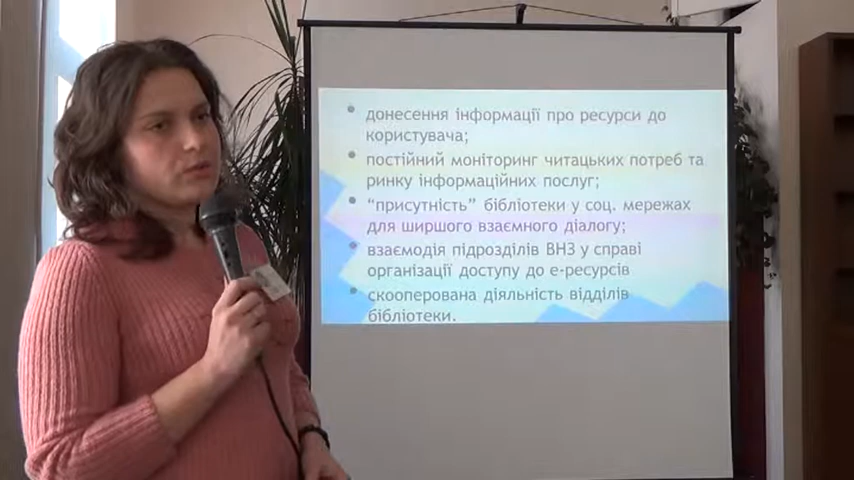 • донесення інформації про ресурси до
користувача;
• постійний моніторинг читацьких потреб та
ринку інформаційних послуг;
• “присутність” бібліотеки у соц. мережах
для ширшого взаємного діалогу;
• взаємодія підрозділів ВНЗ у справі
організації доступу до е-ресурсів
• скооперована діяльність відділів
бібліотеки.